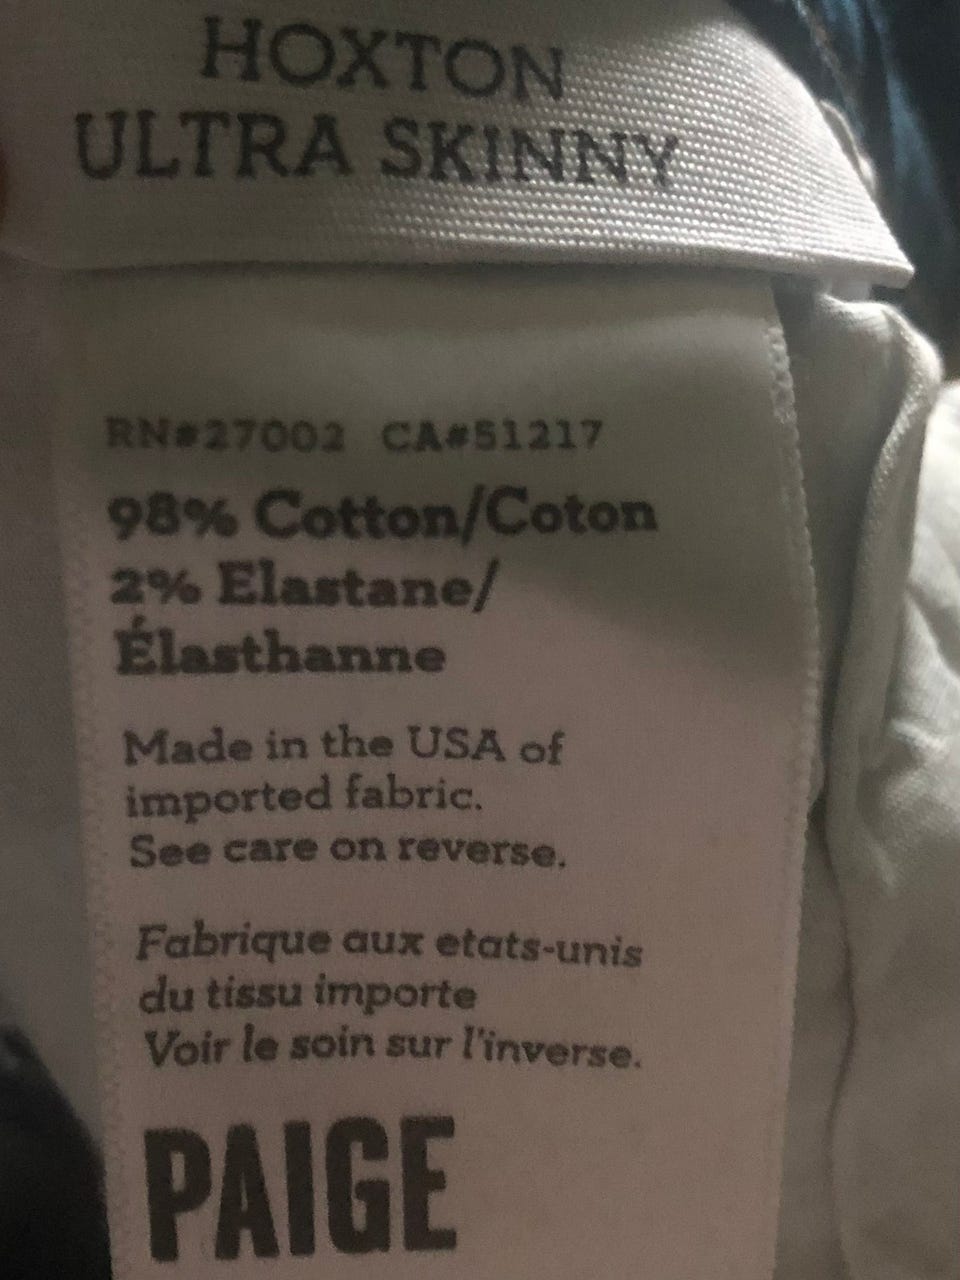 HOXTON
ULTRA SKINNY
RN#27002 CA#51217
98% Cotton/Coton
2% Elastane/
Élasthanne
Made in the USA of
imported fabric.
See care on reverse.
Fabrique aux etats-unis
du tissu importe
Voir le soin sur l'inverse.
PAIGE